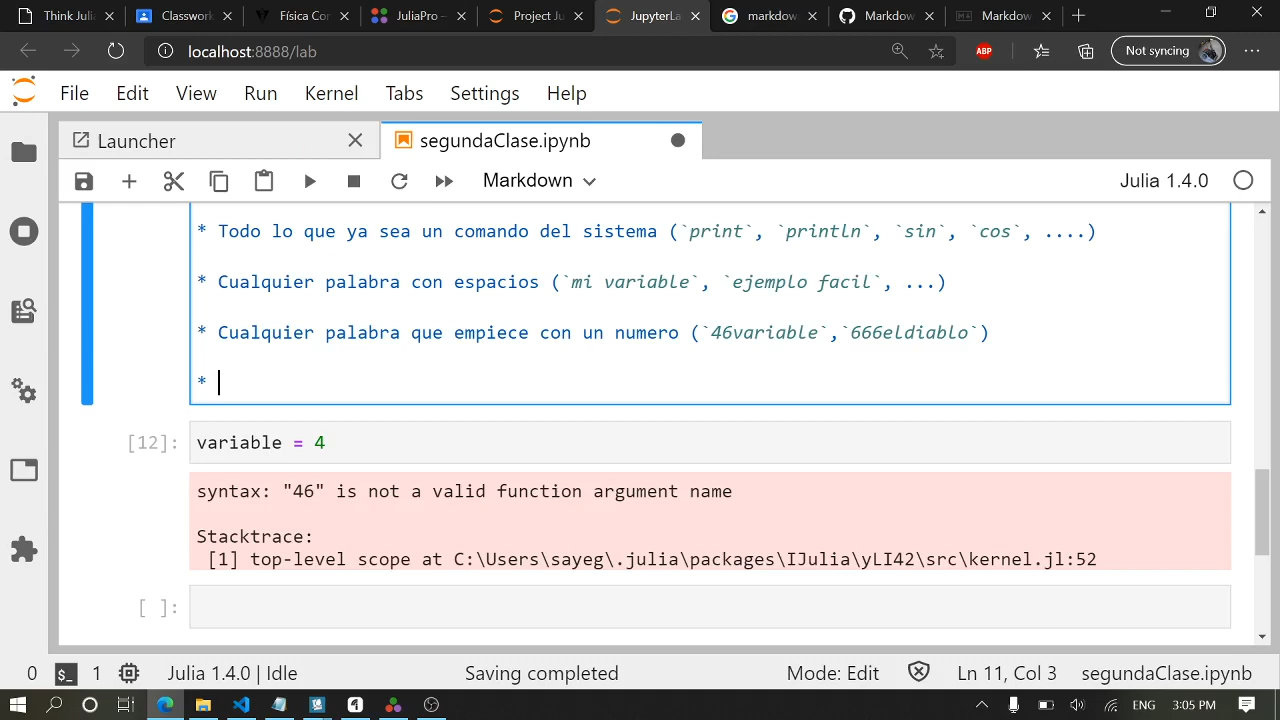 Think Julia
Classwork
Física Cor
JuliaPro –
Project Ju
JupyterLa
markdow
Markdow
Markdow
localhost:8888/lab
ABP
Not syncing
File Edit View Run Kernel Tabs Settings Help
Launcher
segundaClase.ipynb
Markdown
Julia 1.4.0
* Todo lo que ya sea un comando del sistema (`print`, `println`, `sin`, `cos`, ....)
* Cualquier palabra con espacios (`mi variable`, `ejemplo facil`, ...)
* Cualquier palabra que empiece con un numero (`46variable`,`666eldiablo`)
*
[12]: variable = 4
syntax: "46" is not a valid function argument name
Stacktrace:
[1] top-level scope at C:\Users\sayeg\.julia\packages\IJulia\yLI42\src\kernel.jl:52
[ ]:
0 $_ 1 Julia 1.4.0 | Idle Saving completed Mode: Edit Ln 11, Col 3 segundaClase.ipynb
ENG 3:05 PM